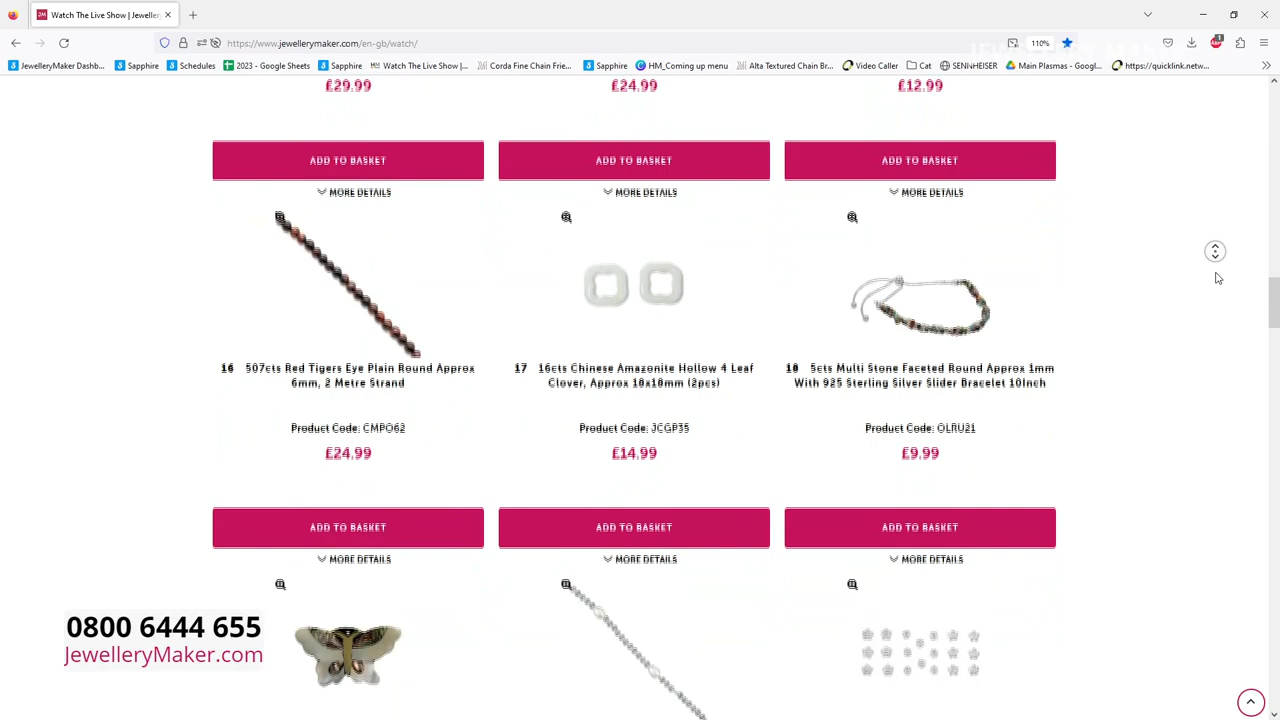 Watch The Live Show | Jeweller
https://www.jewellerymaker.com/en-gb/watch/
110%
JewelleryMaker Dashb...
Sapphire
Schedules
2023 - Google Sheets
Sapphire
Watch The Live Show |...
Corda Fine Chain Frie...
Sapphire
HM_Coming up menu
Alta Textured Chain Br...
Video Caller
Cat
SENNHEISER
Main Plasmas - Googl...
https://quicklink.netw...
£29.99
£24.99
£12.99
ADD TO BASKET
ADD TO BASKET
ADD TO BASKET
MORE DETAILS
MORE DETAILS
MORE DETAILS
16 507cts Red Tigers Eye Plain Round Approx
6mm, 2 Metre Strand
Product Code: CMPO62
£24.99
17 16cts Chinese Amazonite Hollow 4 Leaf
Clover, Approx 18x18mm (2pcs)
Product Code: JCGP35
£14.99
18 5cts Multi Stone Faceted Round Approx 1mm
With 925 Sterling Silver Slider Bracelet 10Inch
Product Code: OLRU21
£9.99
ADD TO BASKET
ADD TO BASKET
ADD TO BASKET
MORE DETAILS
MORE DETAILS
MORE DETAILS
0800 6444 655
JewelleryMaker.com